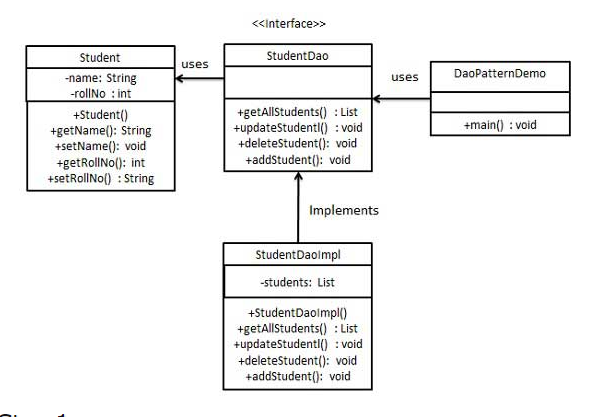 <<Interface>>
Student
-name: String
-rollNo : int
+Student()
+getName(): String
+setName(): void
+getRollNo(): int
+setRollNo() : String
uses
StudentDao
+getAllStudents() : List
+updateStudentl() : void
+deleteStudent(): void
+addStudent(): void
uses
DaoPatternDemo
+main() : void
Implements
StudentDaoImpl
-students: List
+StudentDaoImpl()
+getAllStudents() : List
+updateStudentl() : void
+deleteStudent(): void
+addStudent(): void